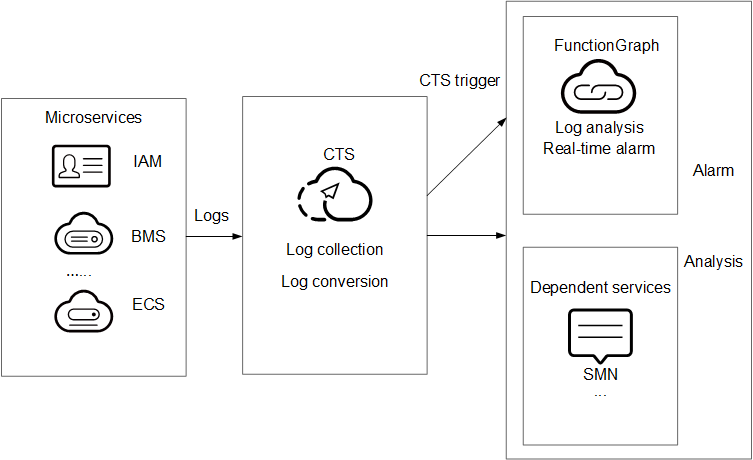 Microservices
IAM
BMS
......
ECS
Logs
CTS
Log collection
Log conversion
CTS trigger
FunctionGraph
Log analysis
Real-time alarm
Alarm
Analysis
Dependent services
SMN
...